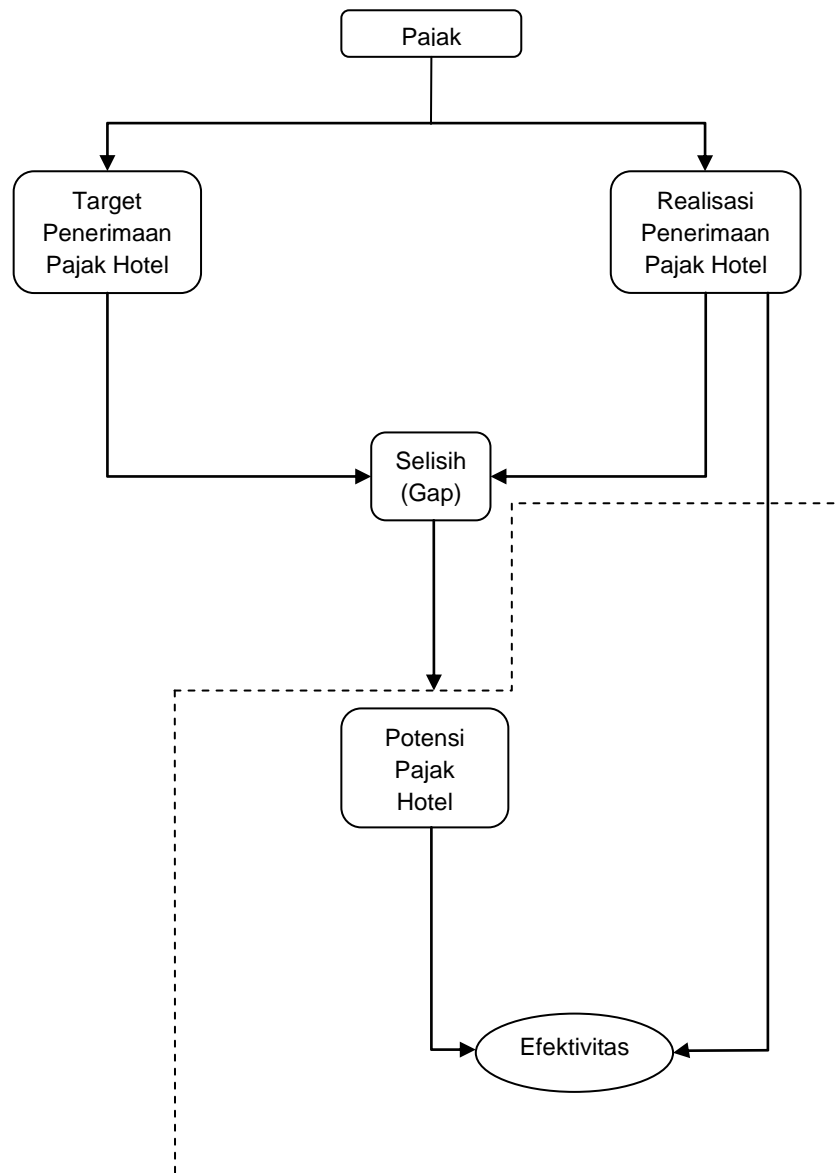 Pajak
Target
Penerimaan
Pajak Hotel
Realisasi
Penerimaan
Pajak Hotel
Selisih
(Gap)
Potensi
Pajak
Hotel
Efektivitas